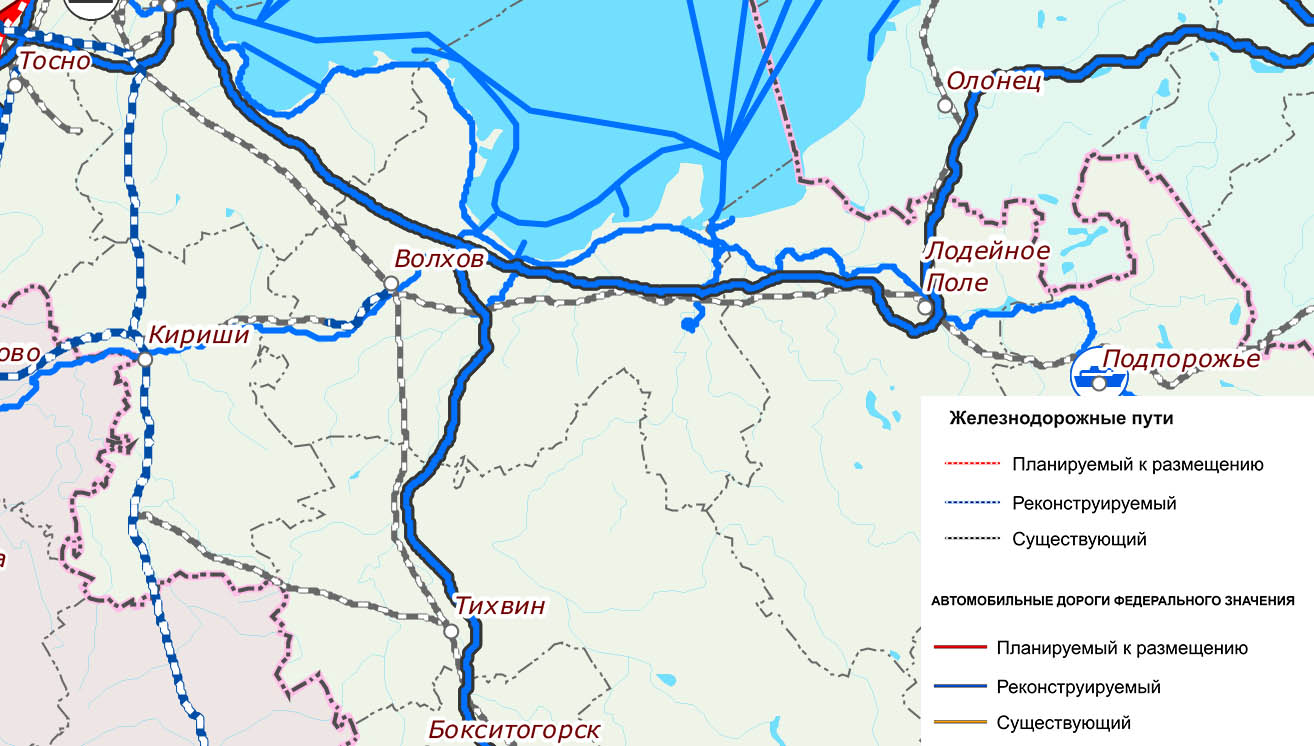 Тосно
Олонец
Волхов
Лодейное
Поле
Кириши
ово
Подпорожье
а
Тихвин
Бокситогорск
Железнодорожные пути
Планируемый к размещению
Реконструируемый
Существующий
АВТОМОБИЛЬНЫЕ ДОРОГИ ФЕДЕРАЛЬНОГО ЗНАЧЕНИЯ
Планируемый к размещению
Реконструируемый
Существующий